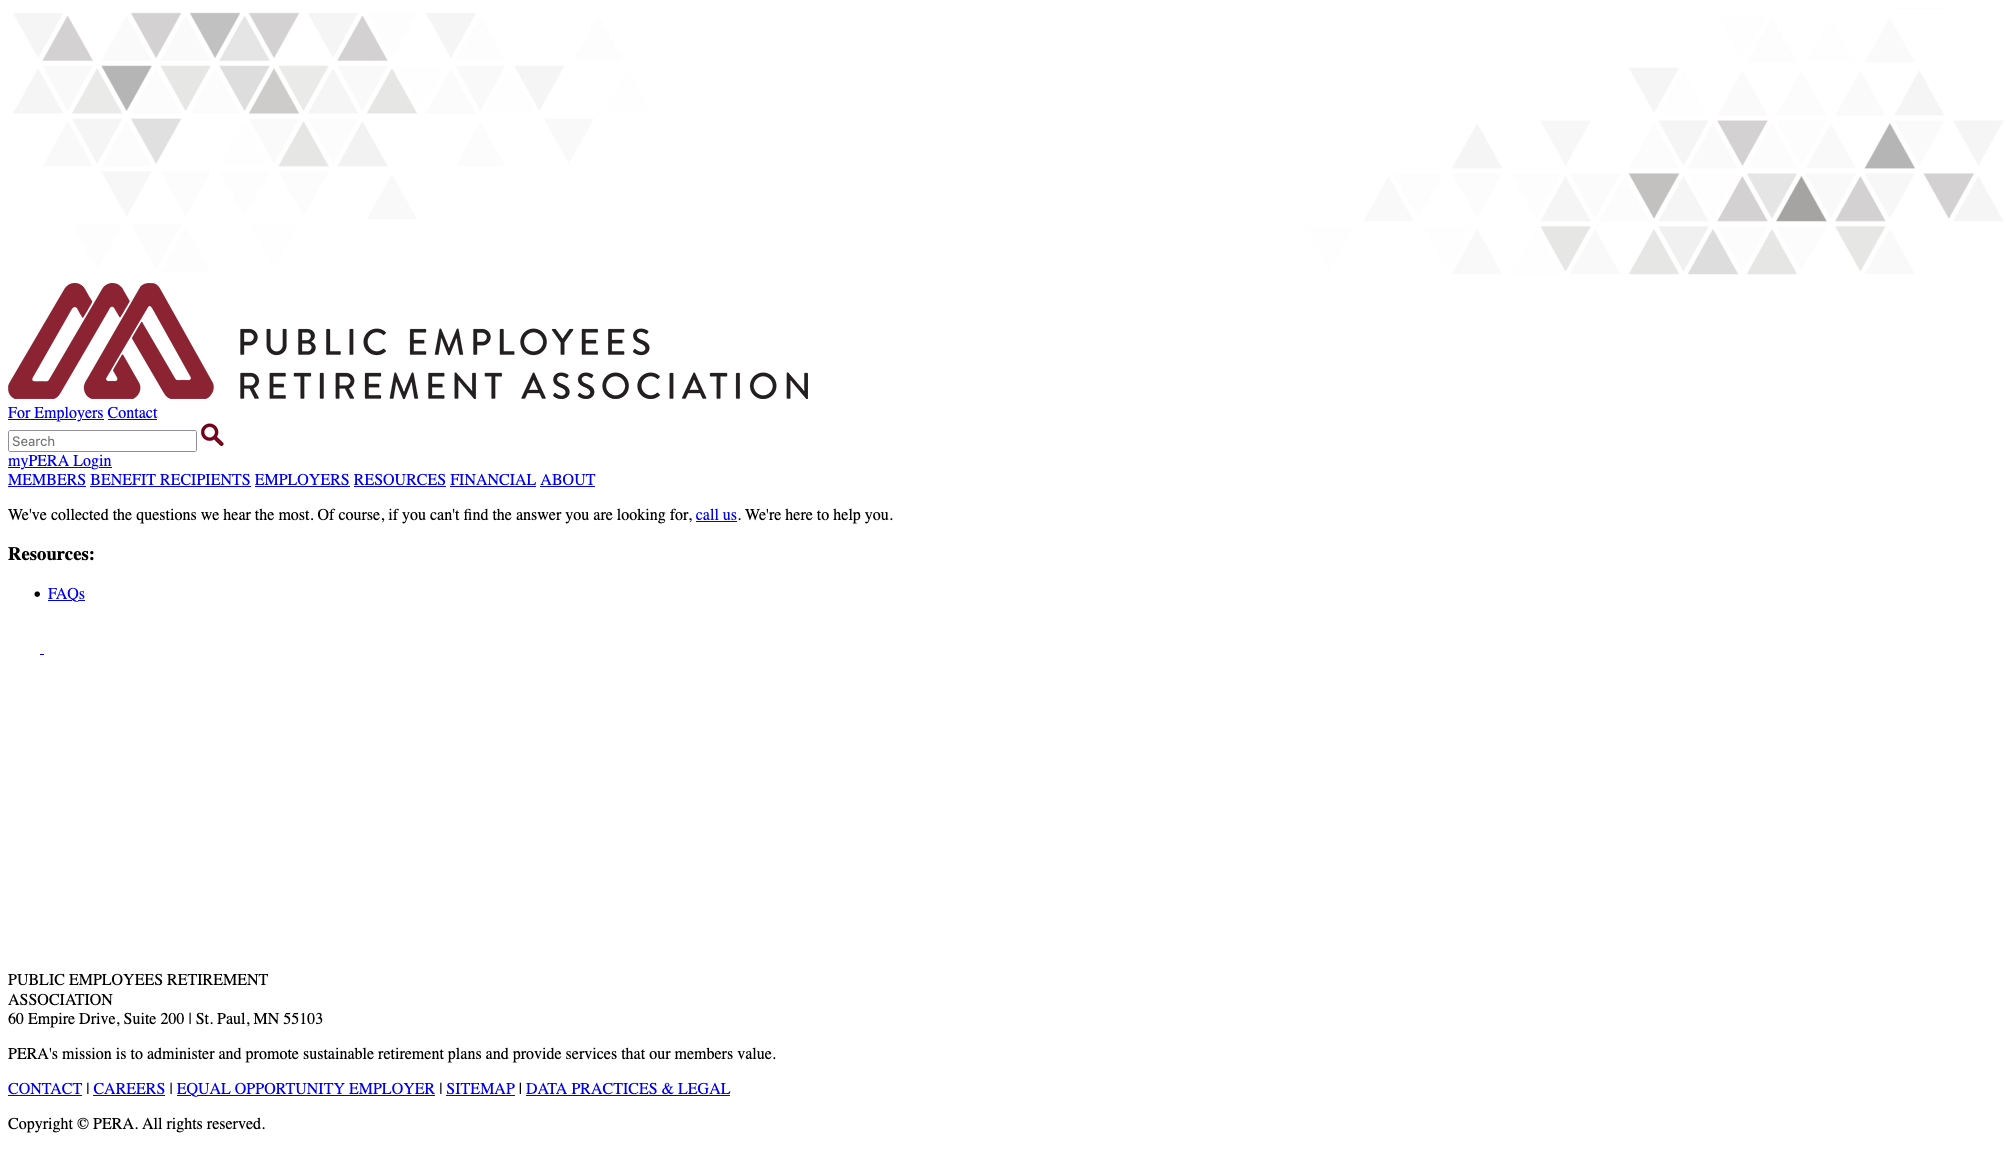 PUBLIC EMPLOYEES
RETIREMENT ASSOCIATION
For Employers Contact
Search
myPERA Login
MEMBERS BENEFIT RECIPIENTS EMPLOYERS RESOURCES FINANCIAL ABOUT
We've collected the questions we hear the most. Of course, if you can't find the answer you are looking for, call us. We're here to help you.
Resources:
• FAQs
PUBLIC EMPLOYEES RETIREMENT
ASSOCIATION
60 Empire Drive, Suite 200 | St. Paul, MN 55103
PERA's mission is to administer and promote sustainable retirement plans and provide services that our members value.
CONTACT | CAREERS | EQUAL OPPORTUNITY EMPLOYER | SITEMAP | DATA PRACTICES & LEGAL
Copyright © PERA. All rights reserved.